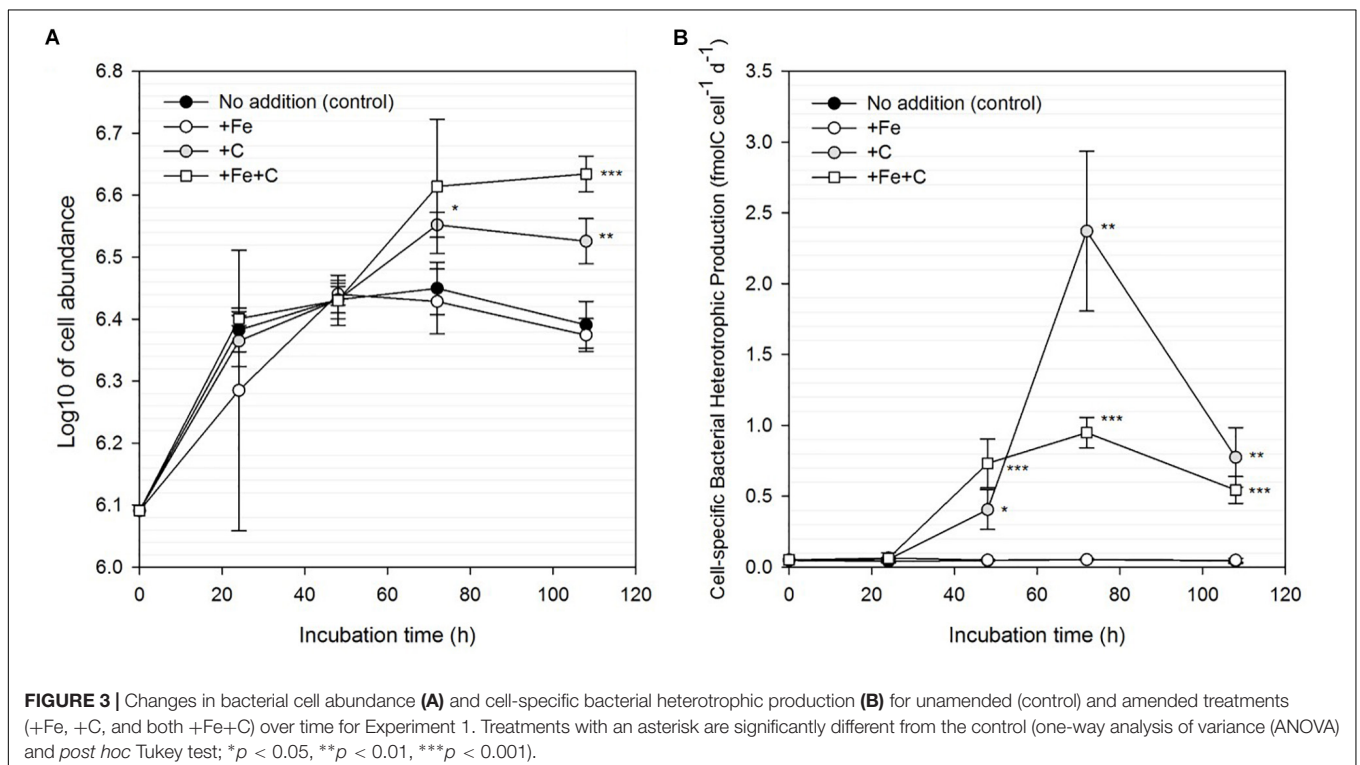 A
Log10 of cell abundance
6.8
6.7
6.6
6.5
6.4
6.3
6.2
6.1
6.0
No addition (control)
+Fe
+C
+Fe+C
***
*
**
0 20 40 60 80 100 120
Incubation time (h)
B
Cell-specific Bacterial Heterotrophic Production (fmolC cell⁻¹ d⁻¹)
3.5
3.0
2.5
2.0
1.5
1.0
0.5
0.0
No addition (control)
+Fe
+C
+Fe+C
**
***
***
**
***
*
0 20 40 60 80 100 120
Incubation time (h)
FIGURE 3 | Changes in bacterial cell abundance (A) and cell-specific bacterial heterotrophic production (B) for unamended (control) and amended treatments
(+Fe, +C, and both +Fe+C) over time for Experiment 1. Treatments with an asterisk are significantly different from the control (one-way analysis of variance (ANOVA)
and post hoc Tukey test; *p < 0.05, **p < 0.01, ***p < 0.001).